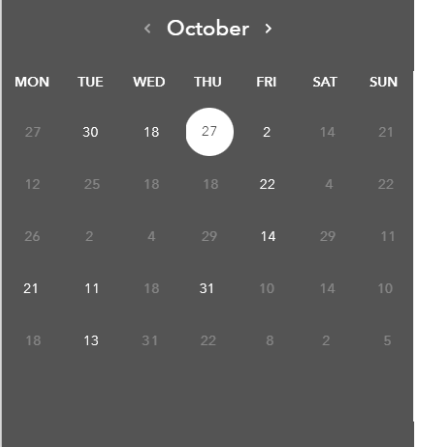 ‹ October ›
MON TUE WED THU FRI SAT SUN
27 30 18 27 2 14 21
12 25 18 18 22 4 22
26 2 4 29 14 29 11
21 11 18 31 10 14 10
18 13 31 22 8 2 5